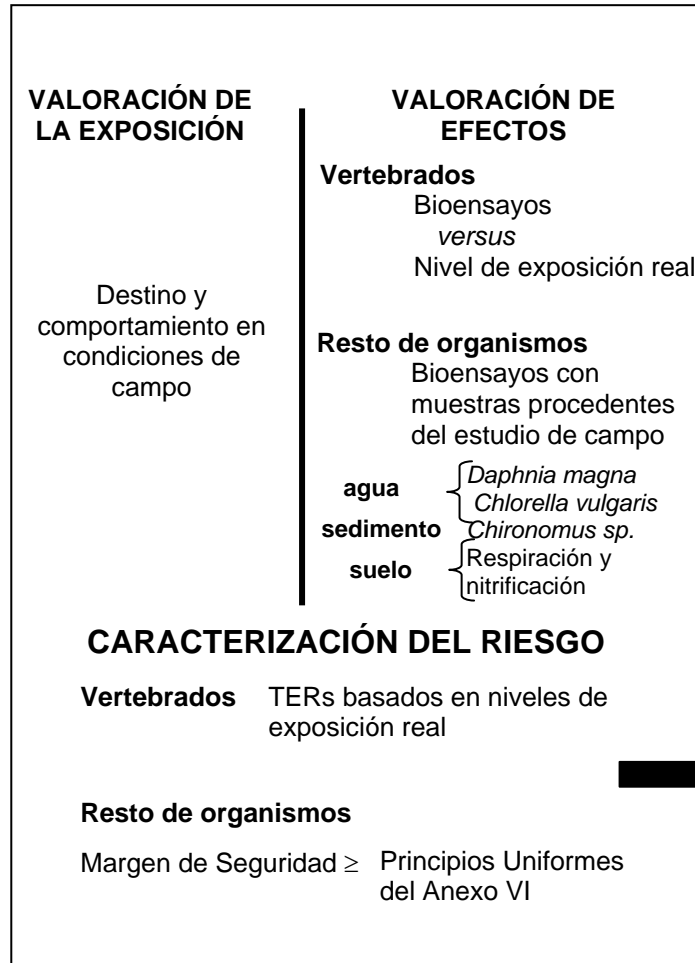 VALORACIÓN DE
LA EXPOSICIÓN
Destino y
comportamiento en
condiciones de
campo
VALORACIÓN DE
EFECTOS
Vertebrados
Bioensayos
versus
Nivel de exposición real
Resto de organismos
Bioensayos con
muestras procedentes
del estudio de campo
agua
Daphnia magna
Chlorella vulgaris
sedimento Chironomus sp.
suelo
Respiración y
nitrificación
CARACTERIZACIÓN DEL RIESGO
Vertebrados TERs basados en niveles de
exposición real
Resto de organismos
Margen de Seguridad ≥ Principios Uniformes
del Anexo VI